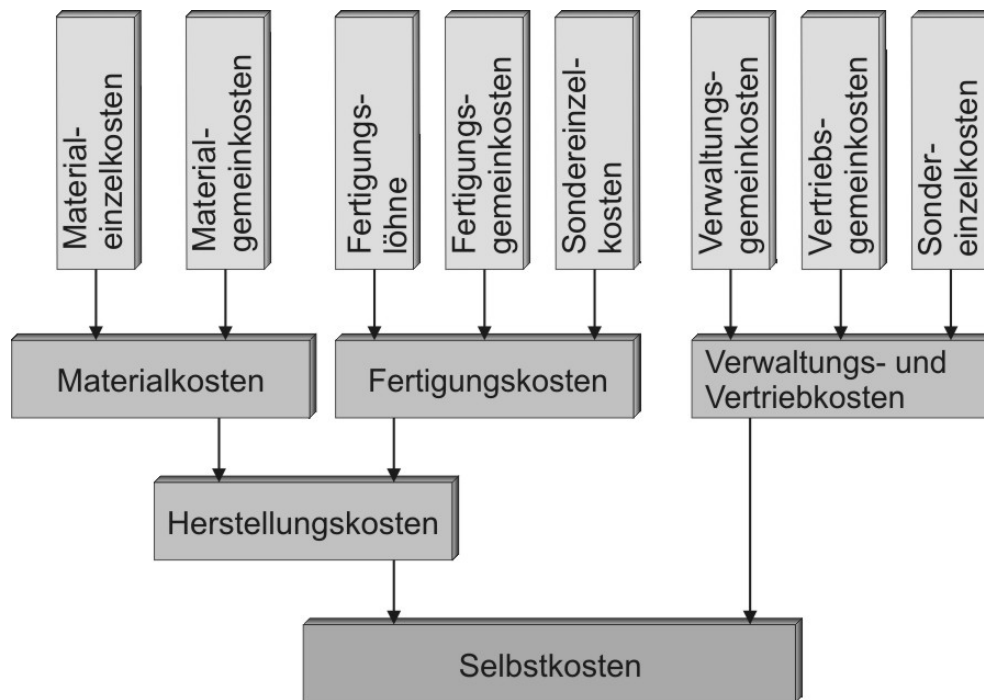 Material-
einzelkosten
Material-
gemeinkosten
Fertigungs-
löhne
Fertigungs-
gemeinkosten
Sondereinzel-
kosten
Verwaltungs-
gemeinkosten
Vertriebs-
gemeinkosten
Sonder-
einzelkosten
Materialkosten
Fertigungskosten
Verwaltungs- und
Vertriebkosten
Herstellungskosten
Selbstkosten